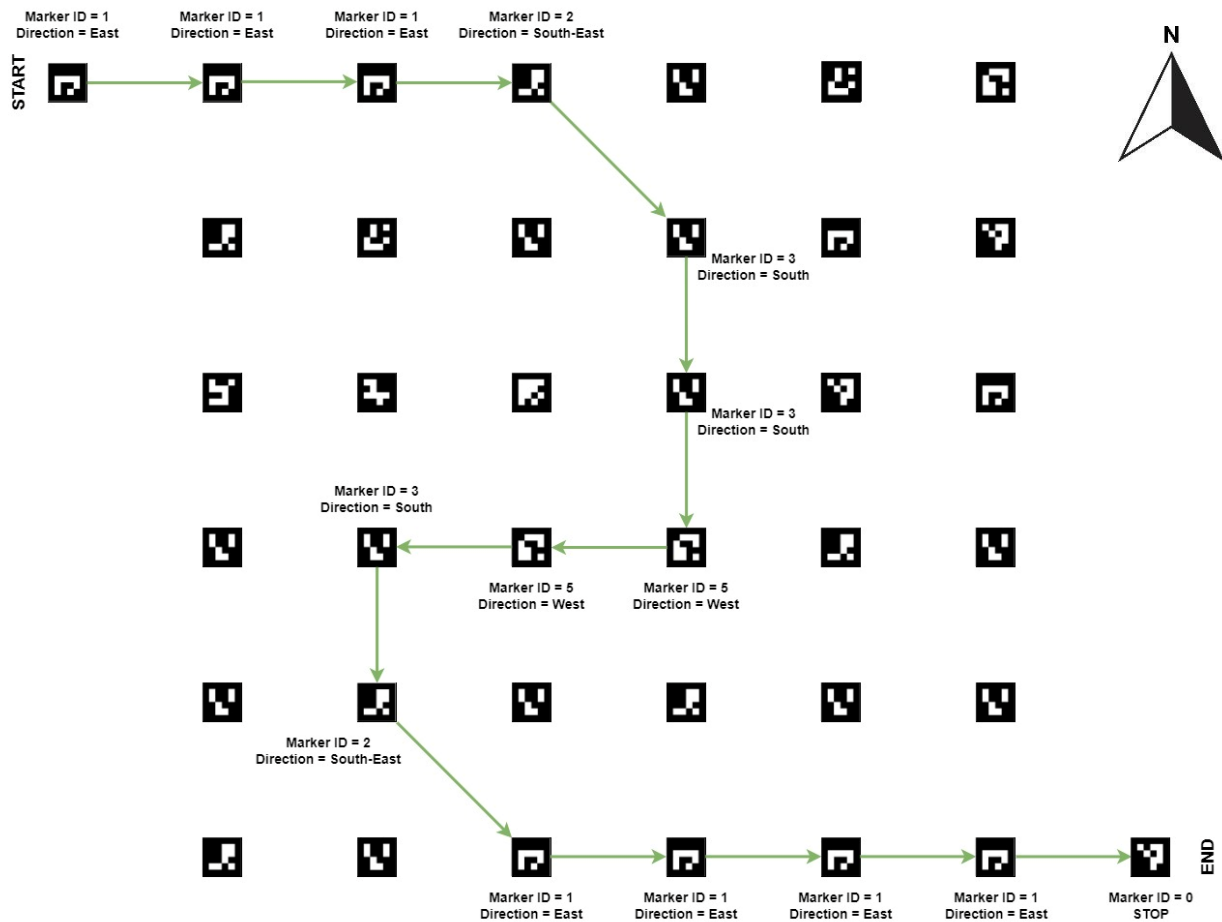 Marker ID = 1
Direction = East
Marker ID = 1
Direction = East
Marker ID = 1
Direction = East
Marker ID = 2
Direction = South-East
N
START
Marker ID = 3
Direction = South
Marker ID = 3
Direction = South
Marker ID = 3
Direction = South
Marker ID = 5
Direction = West
Marker ID = 5
Direction = West
Marker ID = 2
Direction = South-East
END
Marker ID = 1
Direction = East
Marker ID = 1
Direction = East
Marker ID = 1
Direction = East
Marker ID = 1
Direction = East
Marker ID = 0
STOP